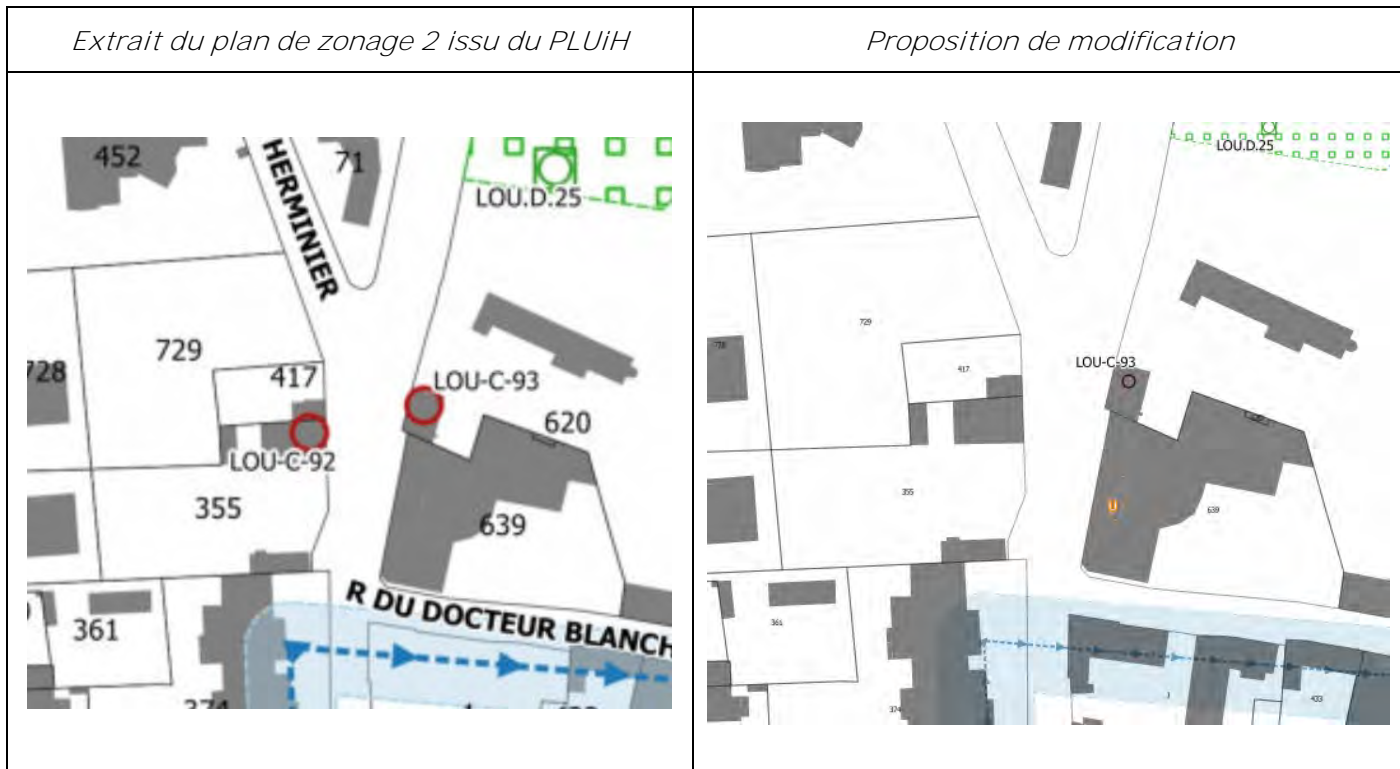 Extrait du plan de zonage 2 issu du PLUiH
Proposition de modification
452
HERMINIER
71
LOU.D.25
729
728
417
LOU-C-93
620
LOU-C-92
355
639
361
R DU DOCTEUR BLANCH
374
LOU.D.25
729
728
417
LOU-C-93
355
U
639
361
374
433